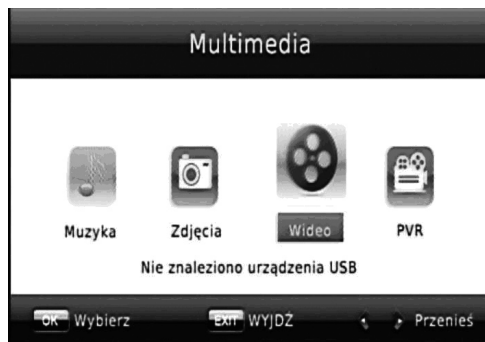 Multimedia
Muzyka Zdjęcia Wideo PVR
Nie znaleziono urządzenia USB
OK Wybierz EXIT WYJDŹ Przenieś